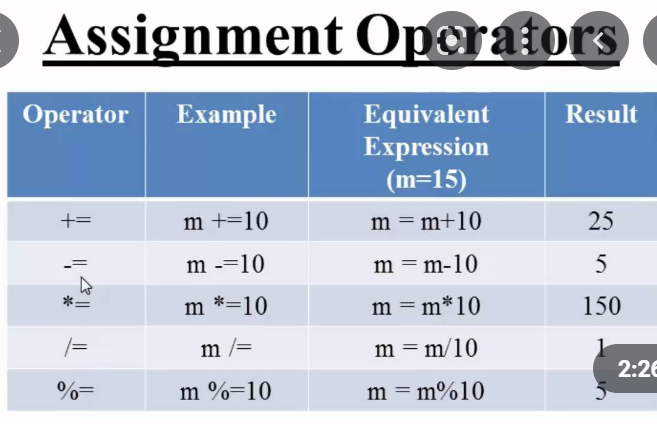 Assignment Operators
Operator Example Equivalent Expression (m=15) Result
+= m +=10 m = m+10 25
-= m -=10 m = m-10 5
*= m *=10 m = m*10 150
/= m /= m = m/10 1
%= m %=10 m = m%10 5
2:26